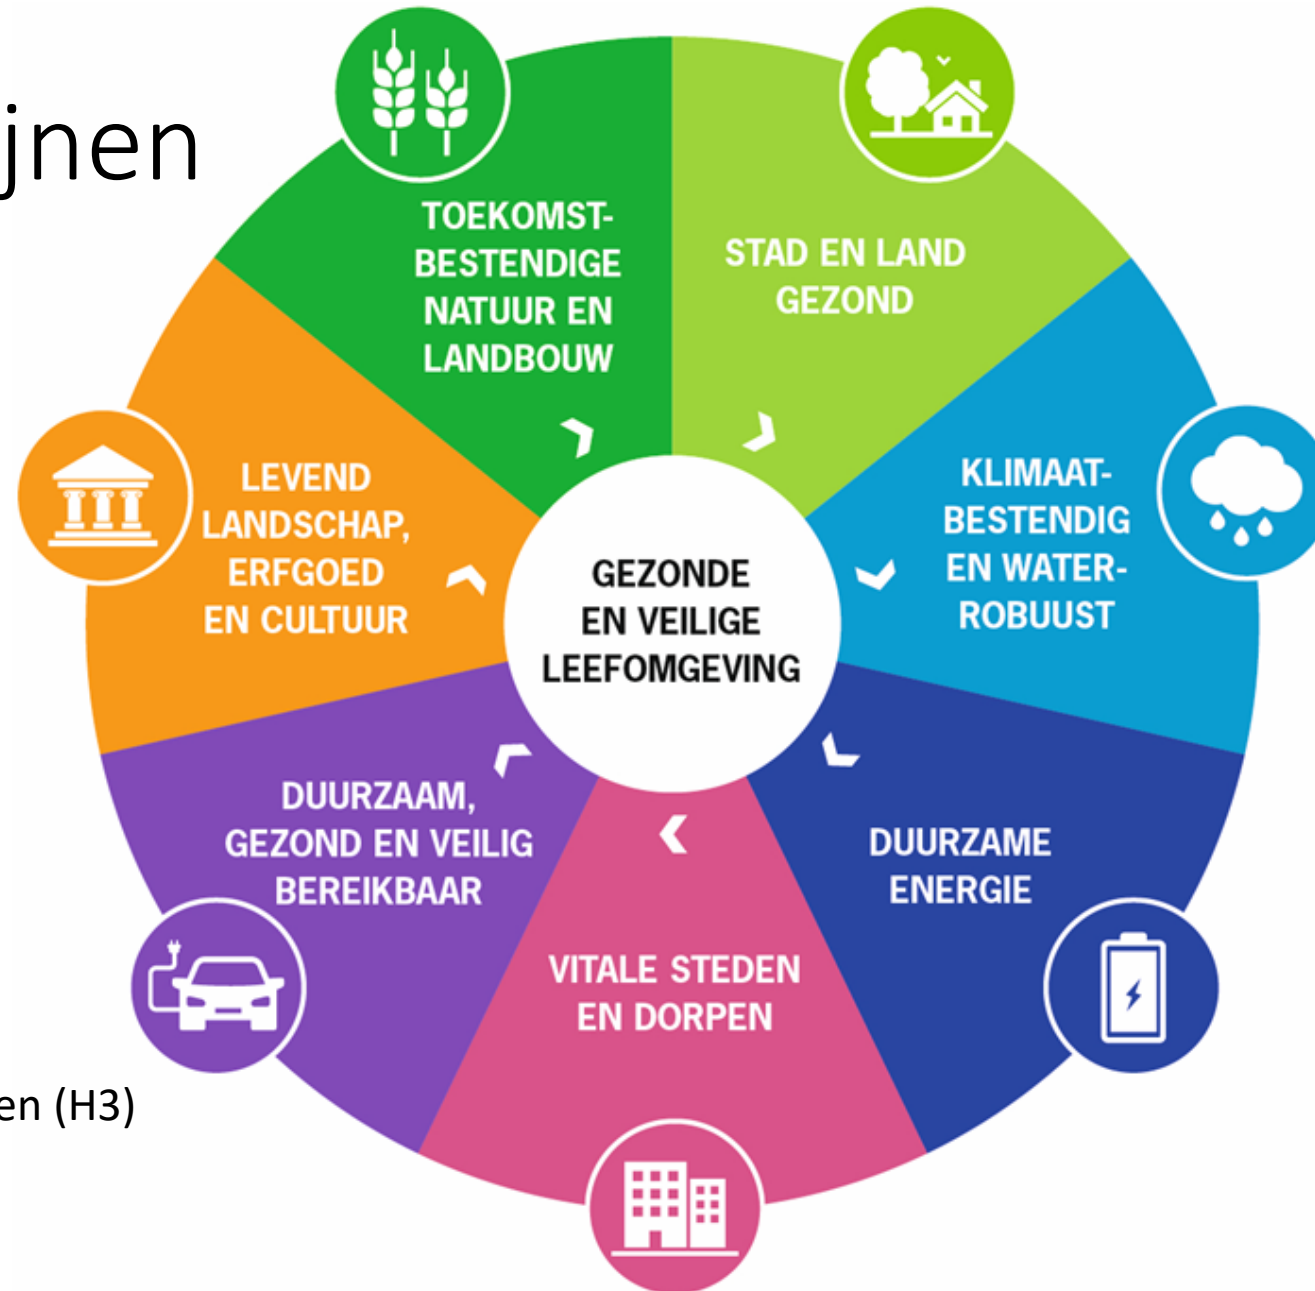 jnen
TOEKOMST-
BESTENDIGE
NATUUR EN
LANDBOUW
STAD EN LAND
GEZOND
KLIMAAT-
BESTENDIG
EN WATER-
ROBUUST
DUURZAME
ENERGIE
VITALE STEDEN
EN DORPEN
DUURZAAM,
GEZOND EN VEILIG
BEREIKBAAR
LEVEND
LANDSCHAP,
ERFGOED
EN CULTUUR
GEZONDE
EN VEILIGE
LEEFOMGEVING
en (H3)